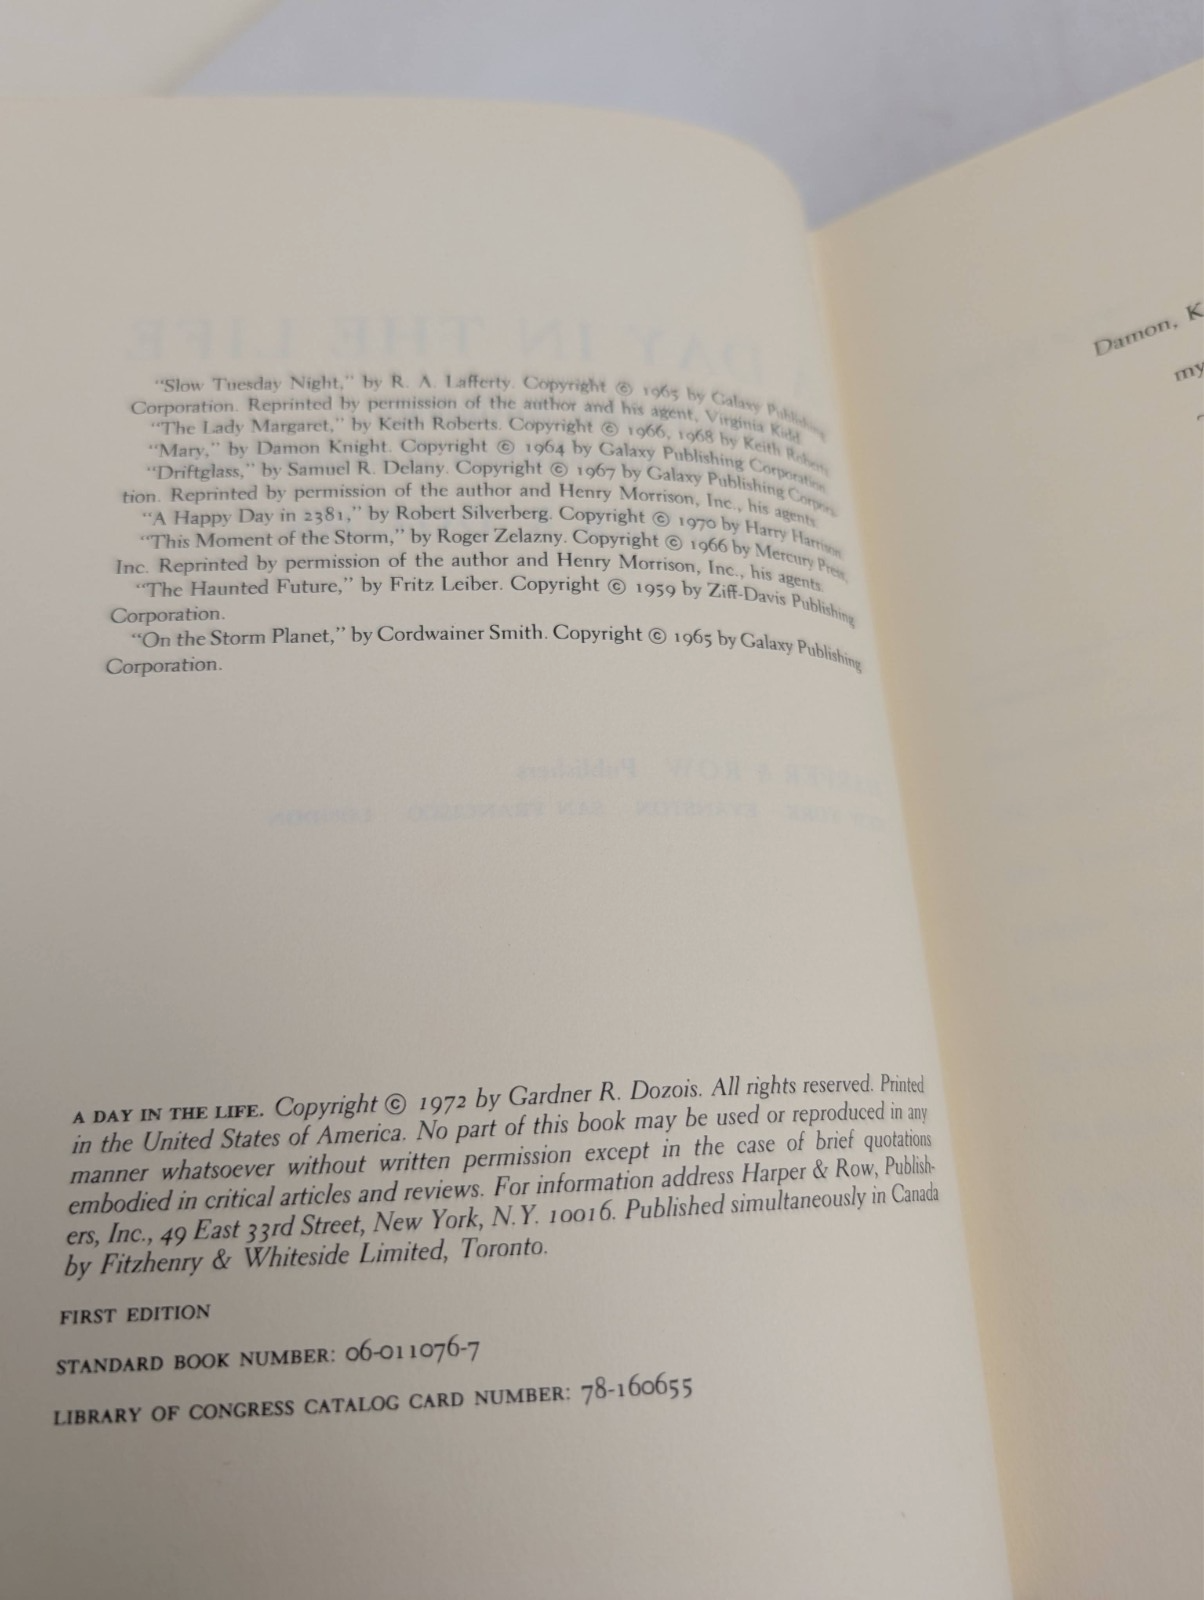 "Slow Tuesday Night," by R. A. Lafferty. Copyright © 1965 by Galaxy Publishing
Corporation. Reprinted by permission of the author and his agent, Virginia Kidd.
"The Lady Margaret," by Keith Roberts. Copyright © 1966, 1968 by Keith Roberts.
"Mary," by Damon Knight. Copyright © 1964 by Galaxy Publishing Corporation.
"Driftglass," by Samuel R. Delany. Copyright © 1967 by Galaxy Publishing Corpora-
tion. Reprinted by permission of the author and Henry Morrison, Inc., his agents.
"A Happy Day in 2381," by Robert Silverberg. Copyright © 1970 by Harry Harrison.
"This Moment of the Storm," by Roger Zelazny. Copyright © 1966 by Mercury Press,
Inc. Reprinted by permission of the author and Henry Morrison, Inc., his agents.
"The Haunted Future," by Fritz Leiber. Copyright © 1959 by Ziff-Davis Publishing
Corporation.
"On the Storm Planet," by Cordwainer Smith. Copyright © 1965 by Galaxy Publishing
Corporation.
A DAY IN THE LIFE. Copyright © 1972 by Gardner R. Dozois. All rights reserved. Printed
in the United States of America. No part of this book may be used or reproduced in any
manner whatsoever without written permission except in the case of brief quotations
embodied in critical articles and reviews. For information address Harper & Row, Publish-
ers, Inc., 49 East 33rd Street, New York, N.Y. 10016. Published simultaneously in Canada
by Fitzhenry & Whiteside Limited, Toronto.
FIRST EDITION
STANDARD BOOK NUMBER: 06-011076-7
LIBRARY OF CONGRESS CATALOG CARD NUMBER: 78-160655
Damon, K
my